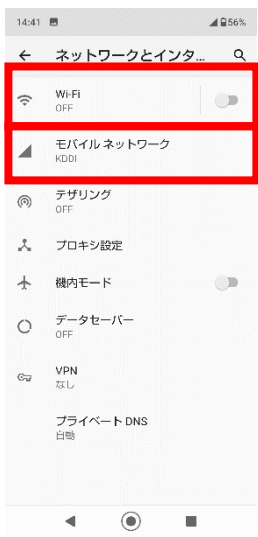 14:41
56%
ネットワークとインタ...
Wi-Fi
OFF
モバイル ネットワーク
KDDI
テザリング
OFF
プロキシ設定
機内モード
データセーバー
OFF
VPN
なし
プライベート DNS
自動